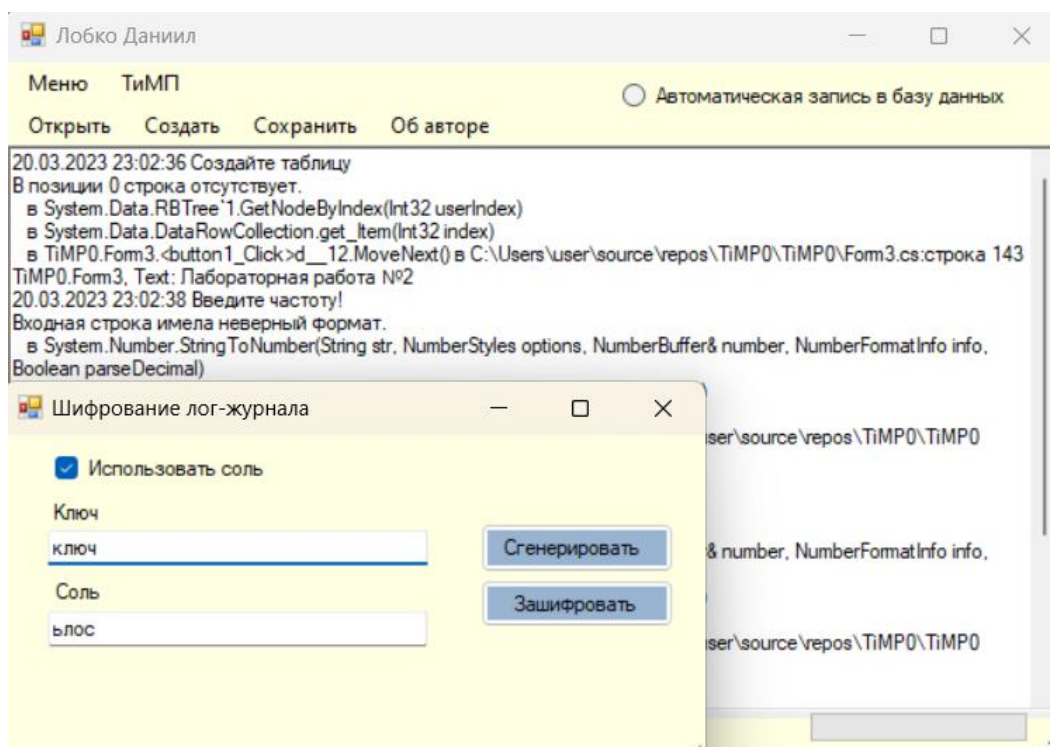 Лобко Даниил
Меню ТиМП
Автоматическая запись в базу данных
Открыть Создать Сохранить Об авторе
20.03.2023 23:02:36 Создайте таблицу
В позиции 0 строка отсутствует.
в System.Data.RBTree`1.GetNodeByIndex(Int32 userIndex)
в System.Data.DataRowCollection.get_Item(Int32 index)
в TiMP0.Form3.<button1_Click>d__12.MoveNext() в C:\Users\user\source\repos\TiMP0\TiMP0\Form3.cs:строка 143
TiMP0.Form3, Text: Лабораторная работа №2
20.03.2023 23:02:38 Введите частоту!
Входная строка имела неверный формат.
в System.Number.StringToNumber(String str, NumberStyles options, NumberBuffer& number, NumberFormatInfo info,
Boolean parseDecimal)
ser\source\repos\TiMP0\TiMP0
& number, NumberFormatInfo info,
ser\source\repos\TiMP0\TiMP0
Шифрование лог-журнала
Использовать соль
Ключ
ключ
Сгенерировать
Соль
ьлос
Зашифровать